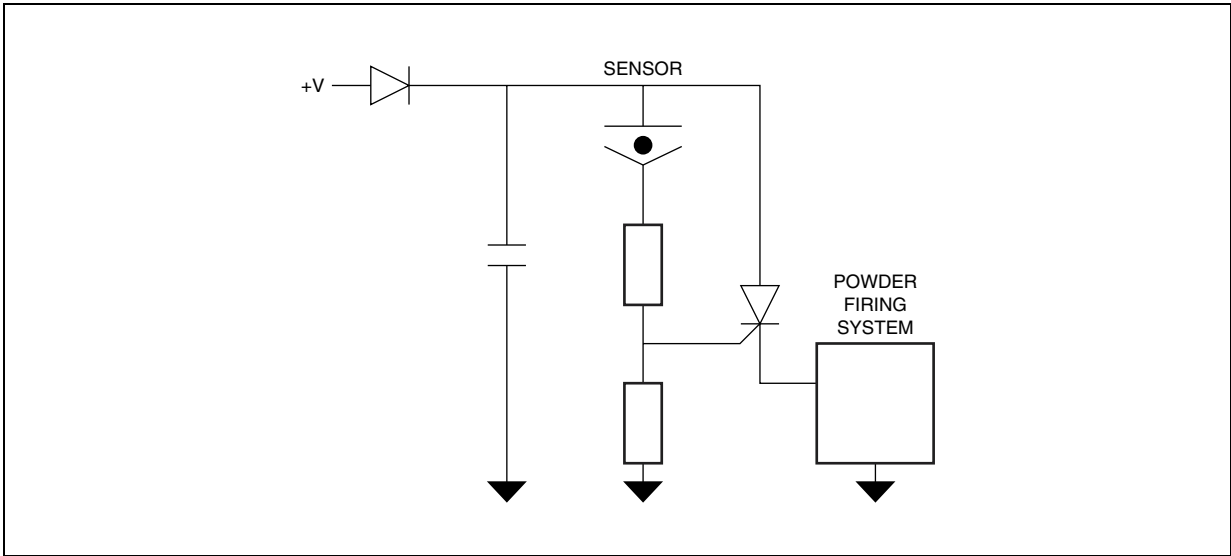 SENSOR
+V
POWDER
FIRING
SYSTEM